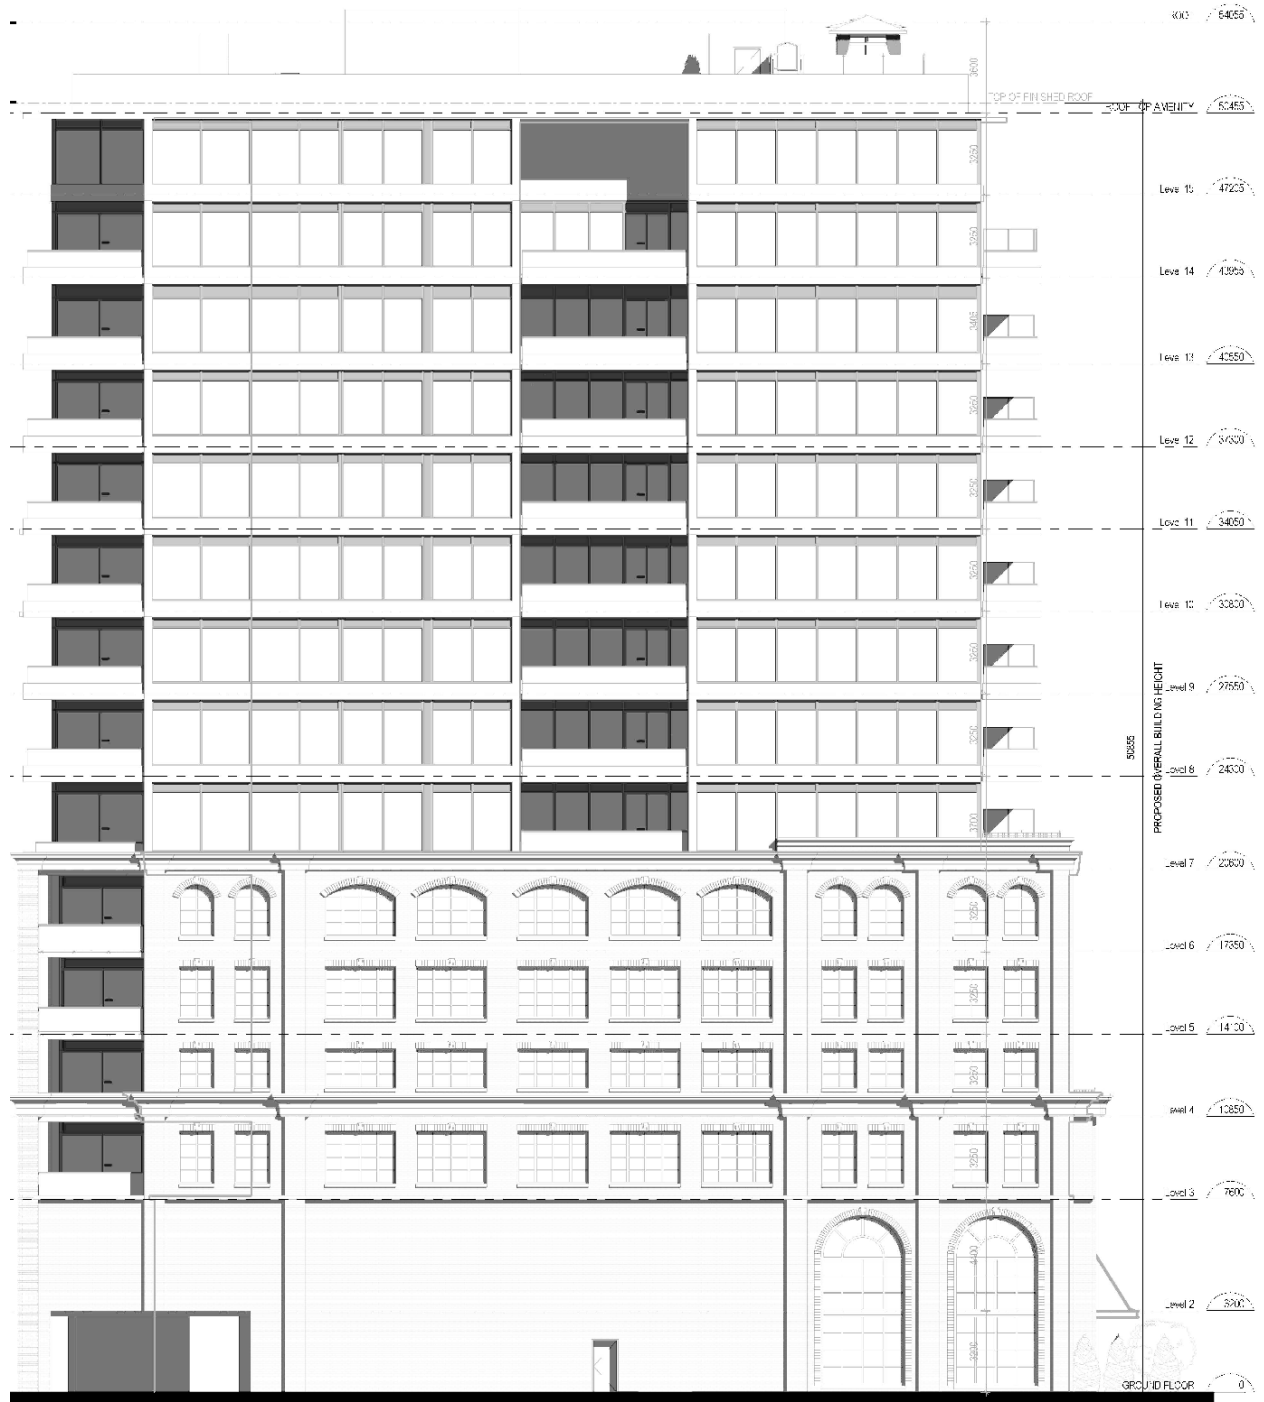 54055
3600
TOP OF FINISHED ROOF
ROOFTOP AMENITY 50455
3250
Level 15 47205
3250
Level 14 43955
3405
Level 13 40550
3250
Level 12 37300
3250
Level 11 34050
3250
Level 10 30800
3250
Level 9 27550
3250
50855
PROPOSED OVERALL BUILDING HEIGHT
Level 8 24300
3700
Level 7 20600
3250
Level 6 17350
3250
Level 5 14100
3250
Level 4 10850
3250
Level 3 7600
4400
Level 2 3200
3200
GROUND FLOOR 0